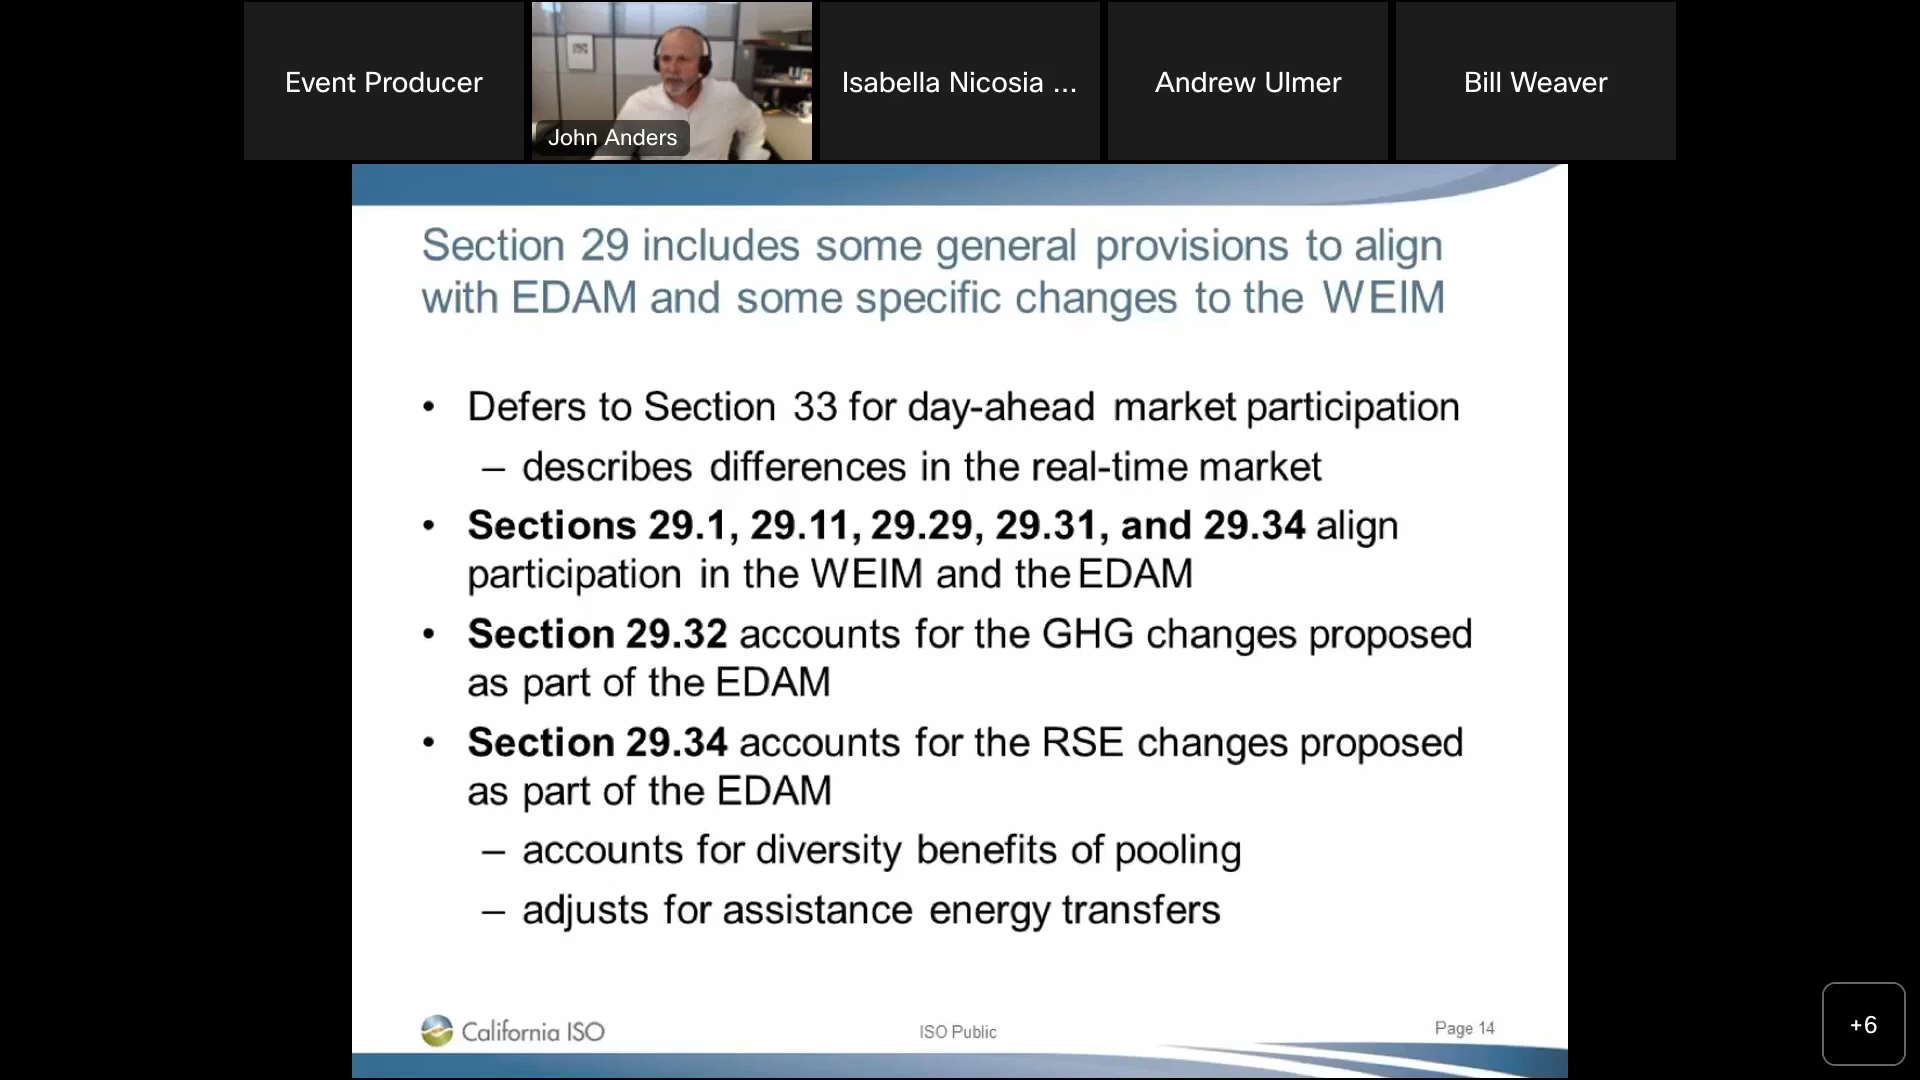 Event Producer
John Anders
Isabella Nicosia ...
Andrew Ulmer
Bill Weaver
Section 29 includes some general provisions to align
with EDAM and some specific changes to the WEIM
• Defers to Section 33 for day-ahead market participation
– describes differences in the real-time market
• Sections 29.1, 29.11, 29.29, 29.31, and 29.34 align
participation in the WEIM and the EDAM
• Section 29.32 accounts for the GHG changes proposed
as part of the EDAM
• Section 29.34 accounts for the RSE changes proposed
as part of the EDAM
– accounts for diversity benefits of pooling
– adjusts for assistance energy transfers
California ISO
ISO Public
Page 14
+6